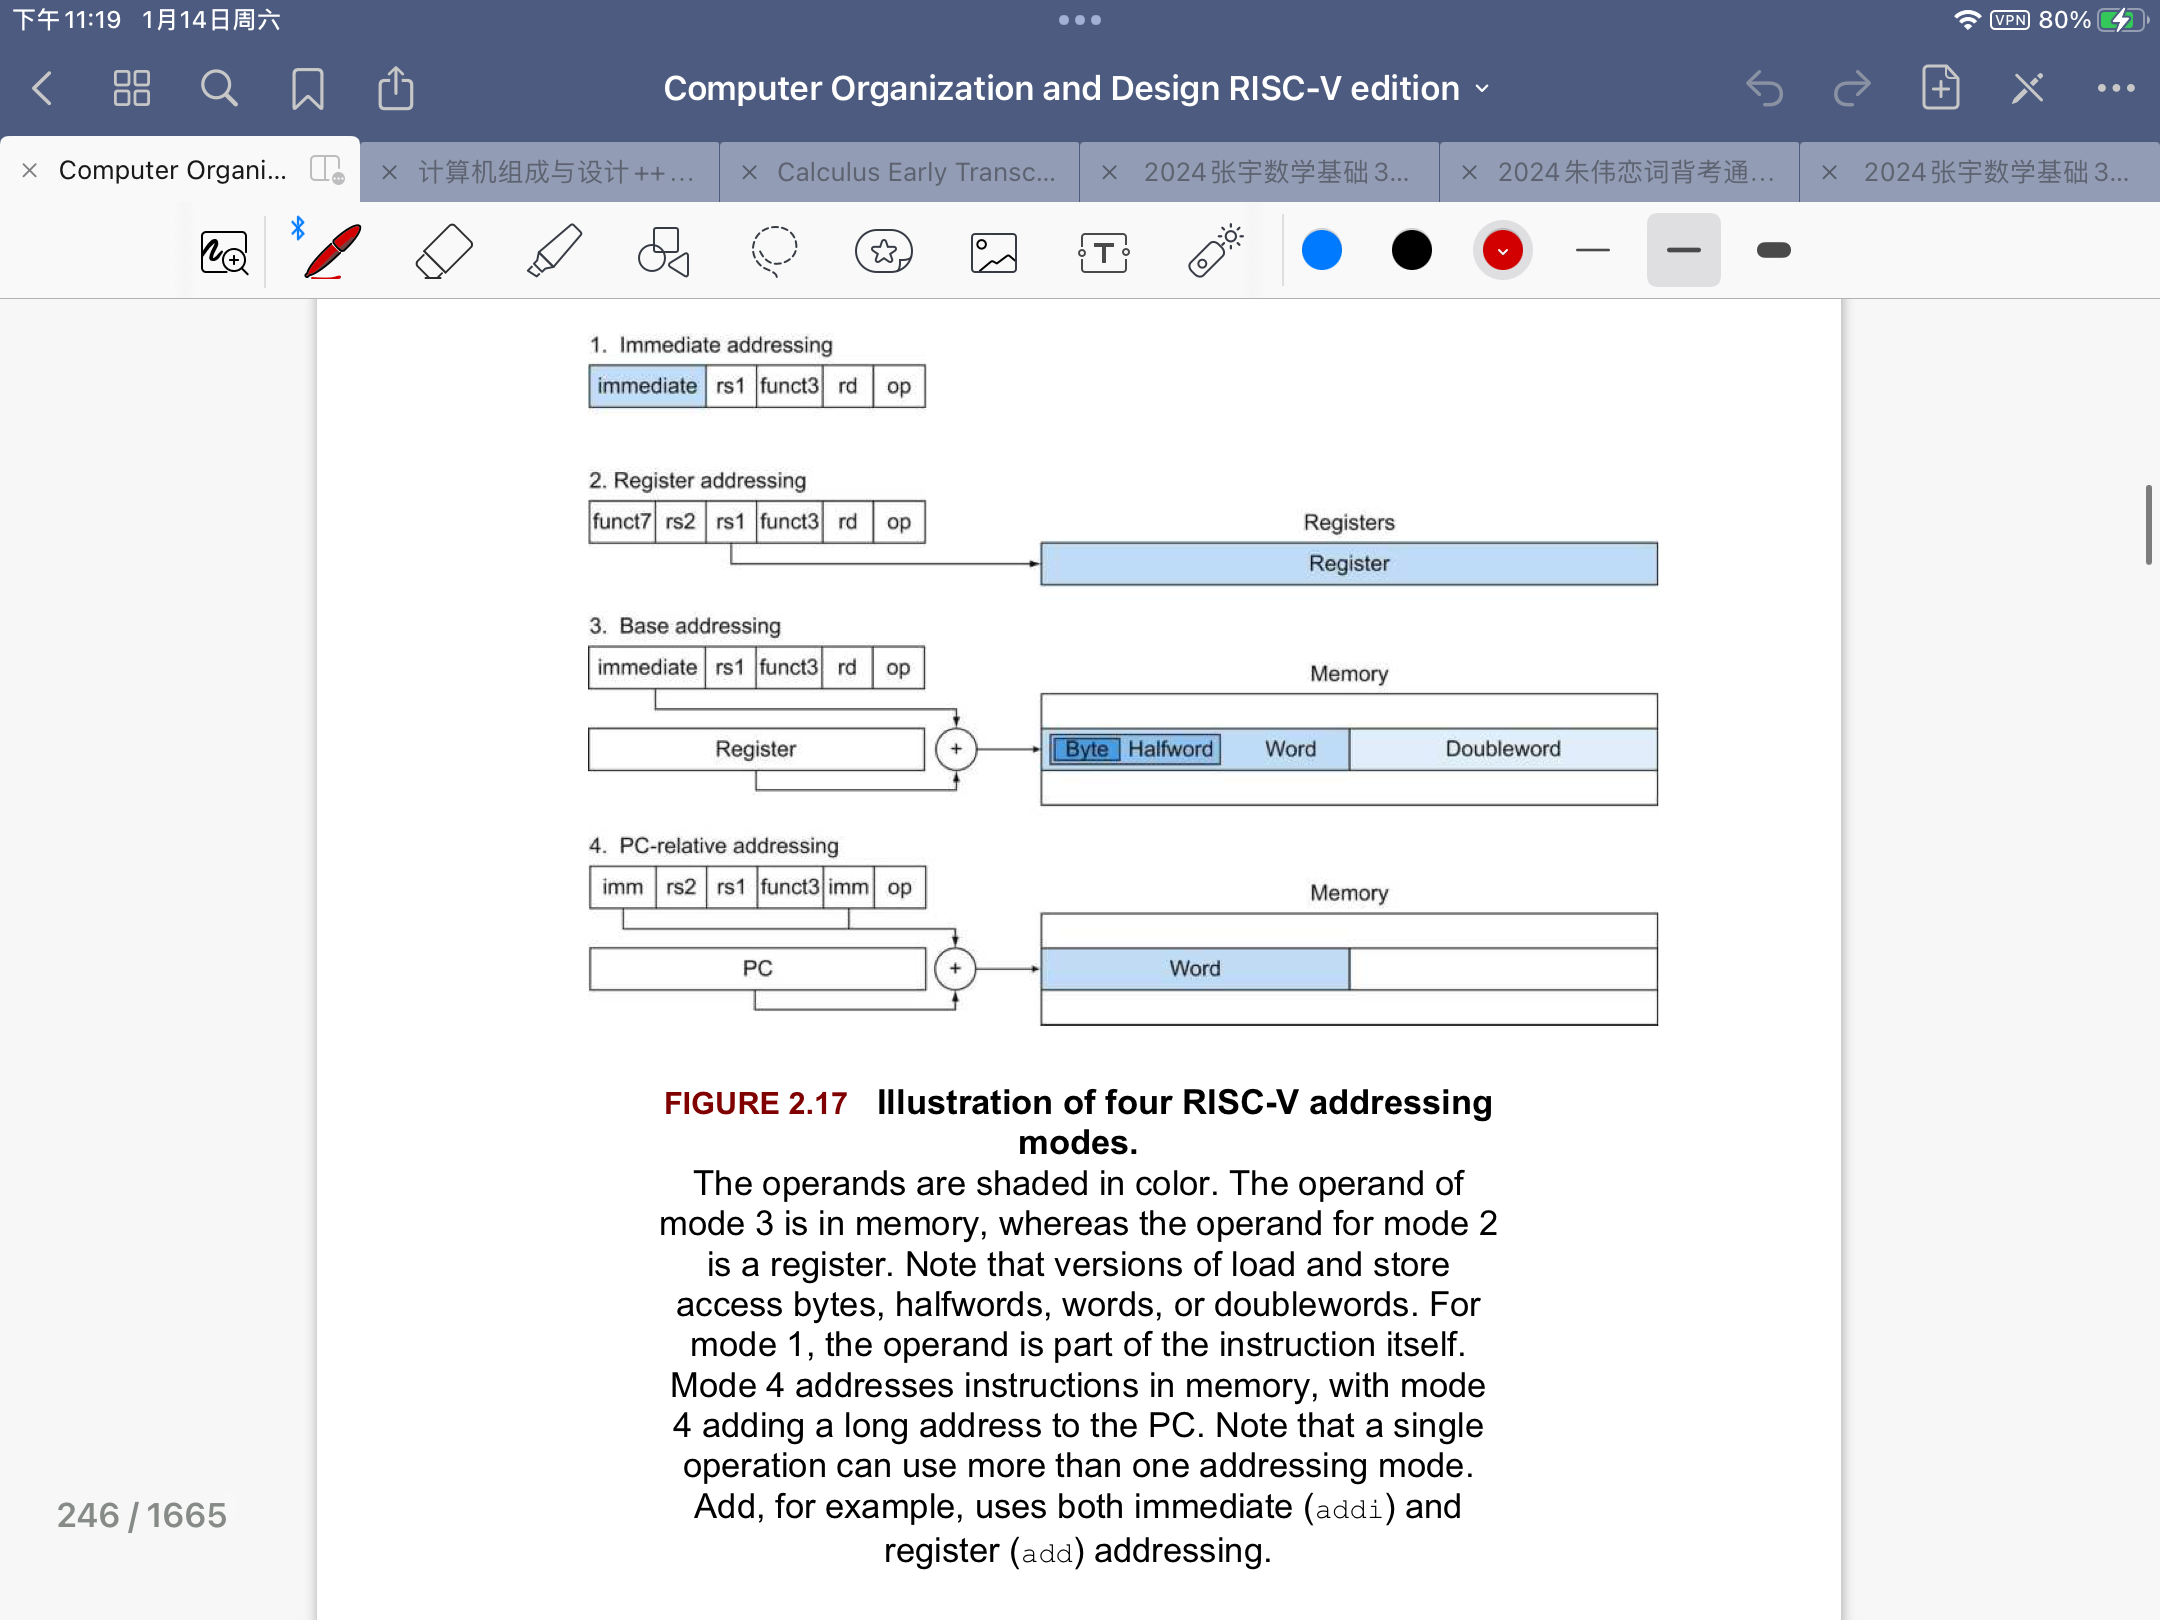 下午11:19 1月14日周六
VPN 80%
Computer Organization and Design RISC-V edition
Computer Organi...
计算机组成与设计++...
Calculus Early Transc...
2024张宇数学基础3...
2024朱伟恋词背考通...
2024张宇数学基础3...
T
1. Immediate addressing
immediate rs1 funct3 rd op
2. Register addressing
funct7 rs2 rs1 funct3 rd op
Registers
Register
3. Base addressing
immediate rs1 funct3 rd op
Memory
Register + Byte Halfword Word Doubleword
4. PC-relative addressing
imm rs2 rs1 funct3 imm op
Memory
PC + Word
FIGURE 2.17 Illustration of four RISC-V addressing
modes.
The operands are shaded in color. The operand of
mode 3 is in memory, whereas the operand for mode 2
is a register. Note that versions of load and store
access bytes, halfwords, words, or doublewords. For
mode 1, the operand is part of the instruction itself.
Mode 4 addresses instructions in memory, with mode
4 adding a long address to the PC. Note that a single
operation can use more than one addressing mode.
Add, for example, uses both immediate (addi) and
register (add) addressing.
246 / 1665